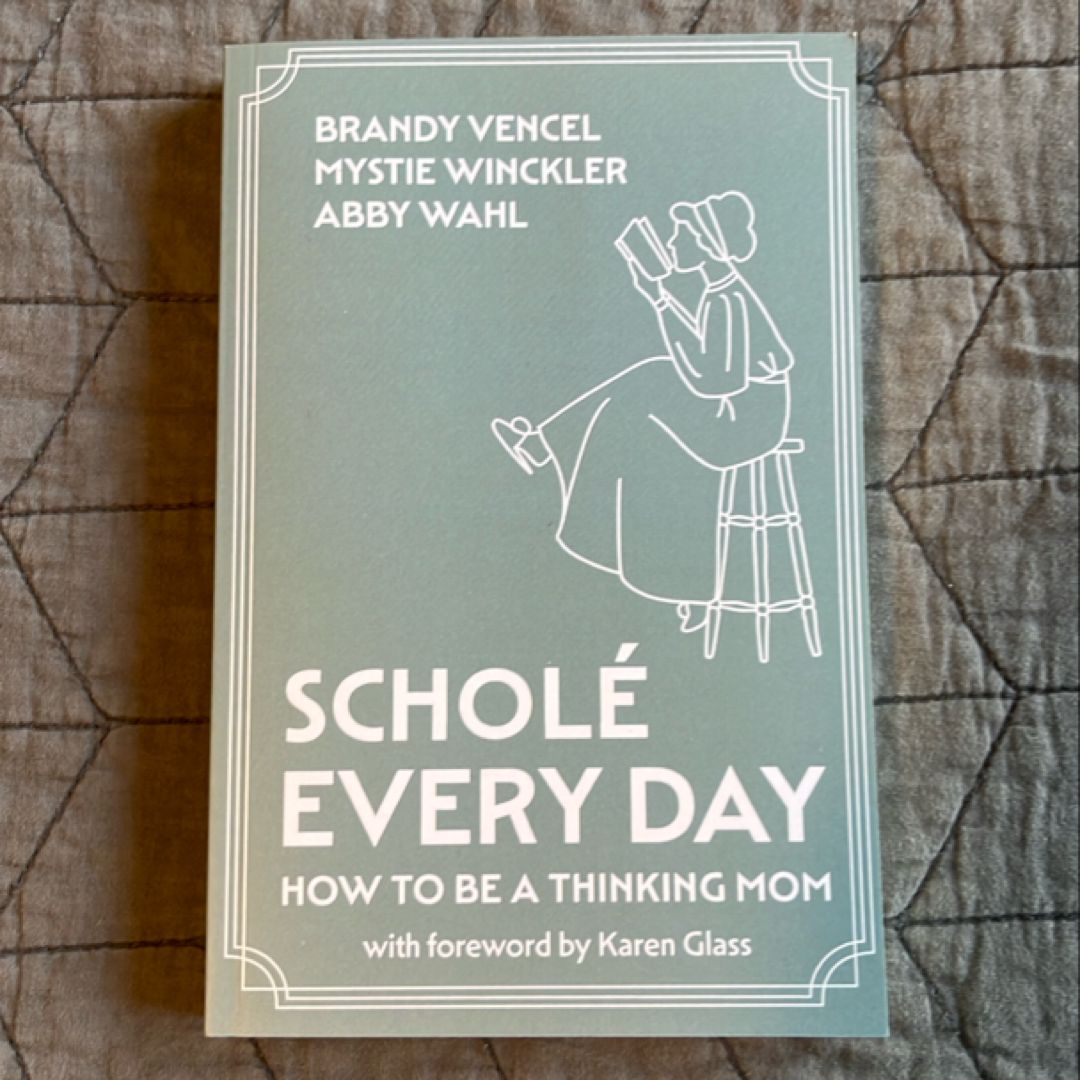 BRANDY VENCEL
MYSTIE WINCKLER
ABBY WAHL
SCHOLÉ
EVERY DAY
HOW TO BE A THINKING MOM
with foreword by Karen Glass